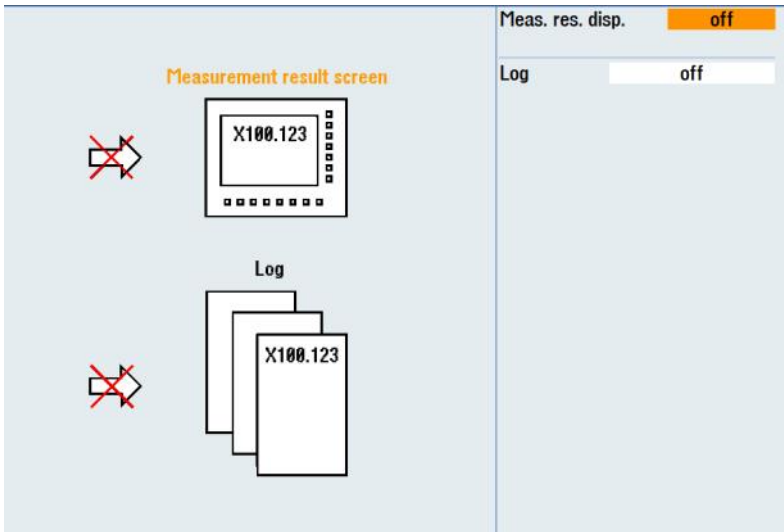 Meas. res. disp. off
Log off
Measurement result screen
X100.123
Log
X100.123